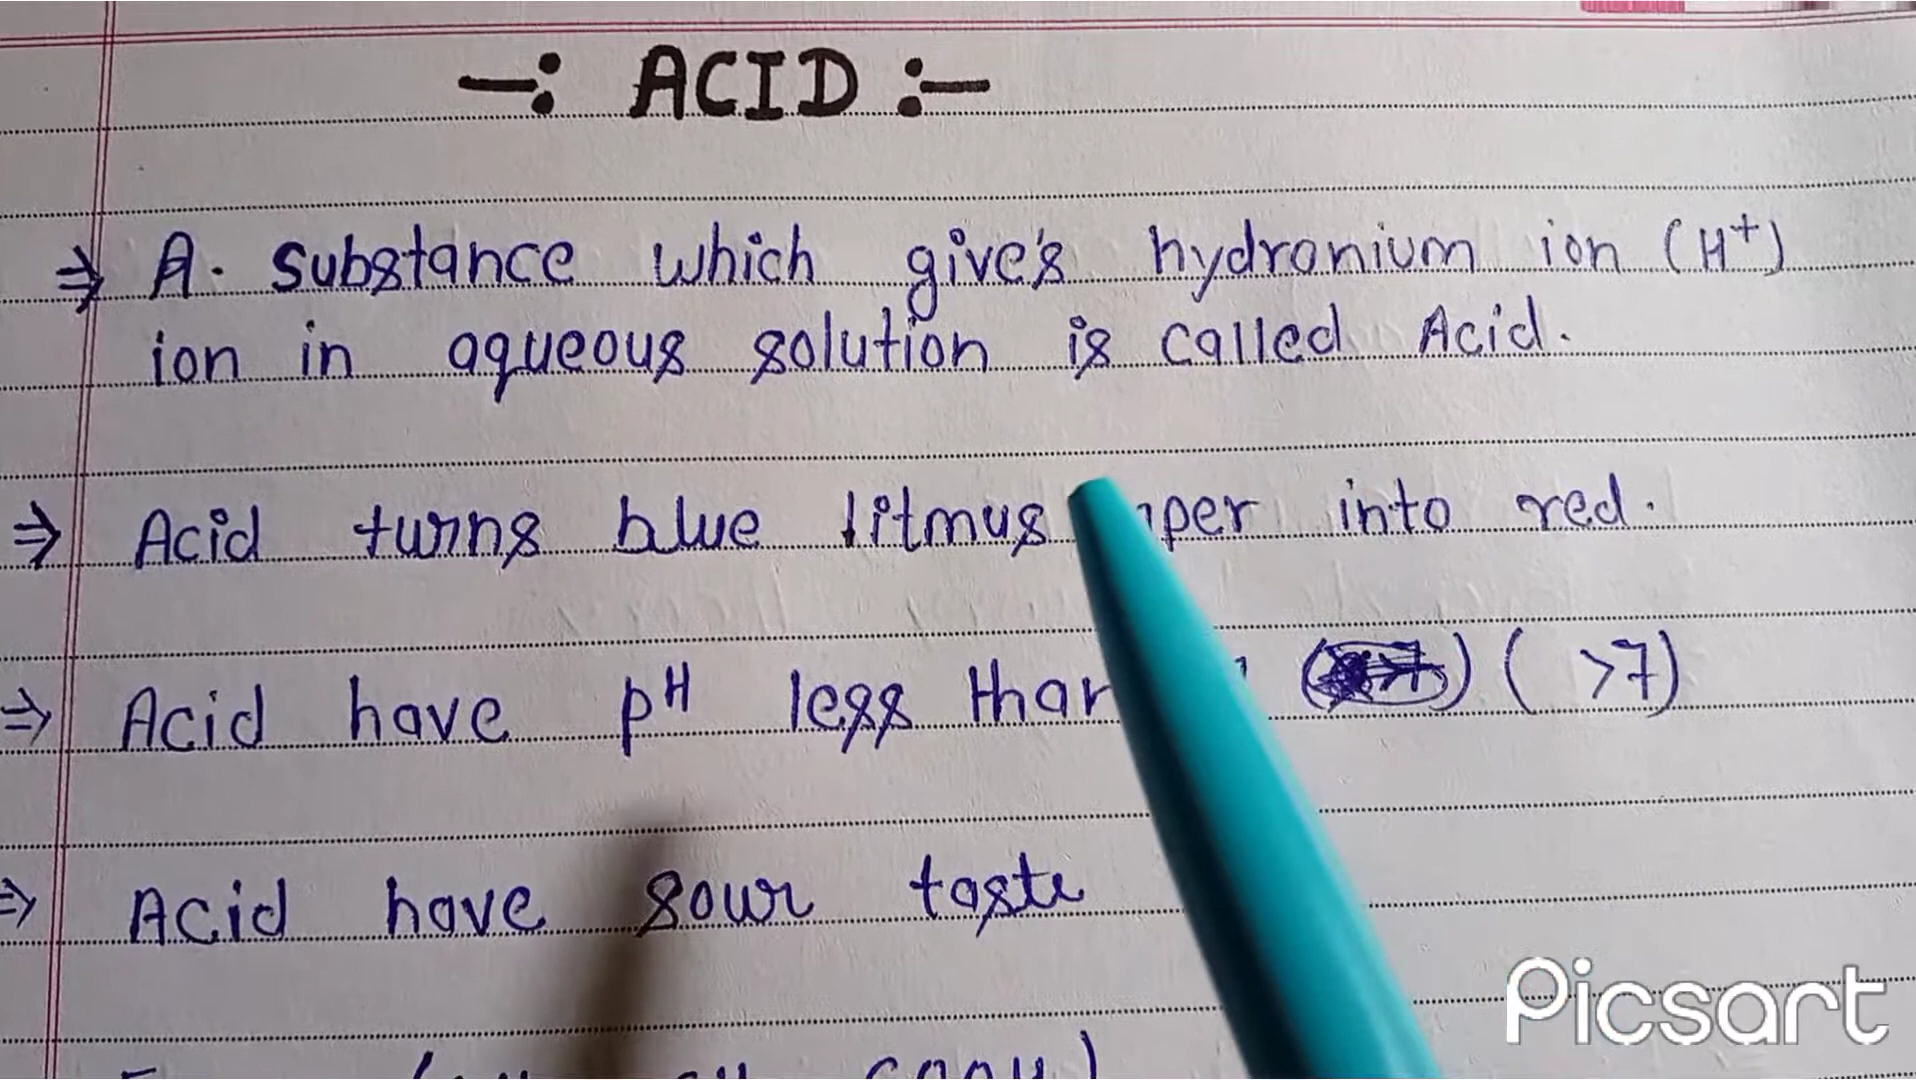 -: ACID :-
⇒ A. substance which give's hydronium ion (H+)
ion in aqueous solution is called Acid.
⇒ Acid turns blue litmus per into red.
⇒ Acid have pH less than (>7)
⇒ Acid have sour taste
Picsart